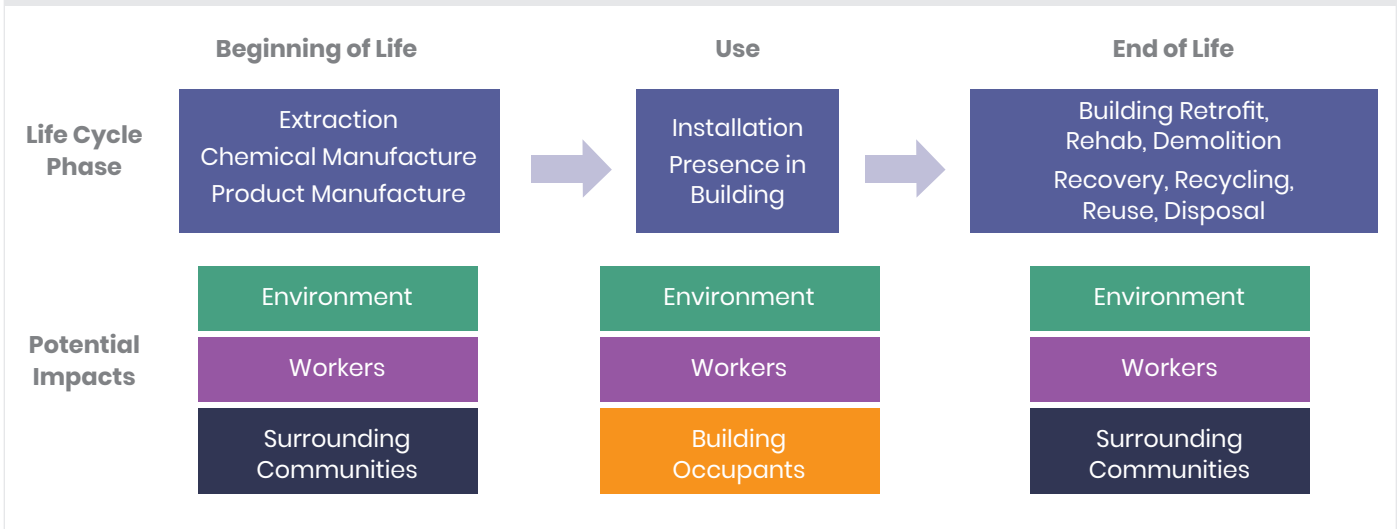 Beginning of Life
Use
End of Life
Life Cycle
Phase
Extraction
Chemical Manufacture
Product Manufacture
Installation
Presence in
Building
Building Retrofit,
Rehab, Demolition
Recovery, Recycling,
Reuse, Disposal
Potential
Impacts
Environment
Workers
Surrounding
Communities
Environment
Workers
Building
Occupants
Environment
Workers
Surrounding
Communities